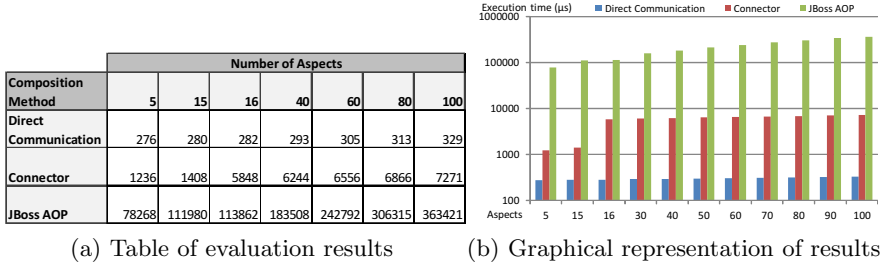 Number of Aspects
Composition
Method 5 15 16 40 60 80 100
Direct
Communication 276 280 282 293 305 313 329
Connector 1236 1408 5848 6244 6556 6866 7271
JBoss AOP 78268 111980 113862 183508 242792 306315 363421
(a) Table of evaluation results
Execution time (µs) Direct Communication Connector JBoss AOP
1000000
100000
10000
1000
100
Aspects 5 15 16 30 40 50 60 70 80 90 100
(b) Graphical representation of results